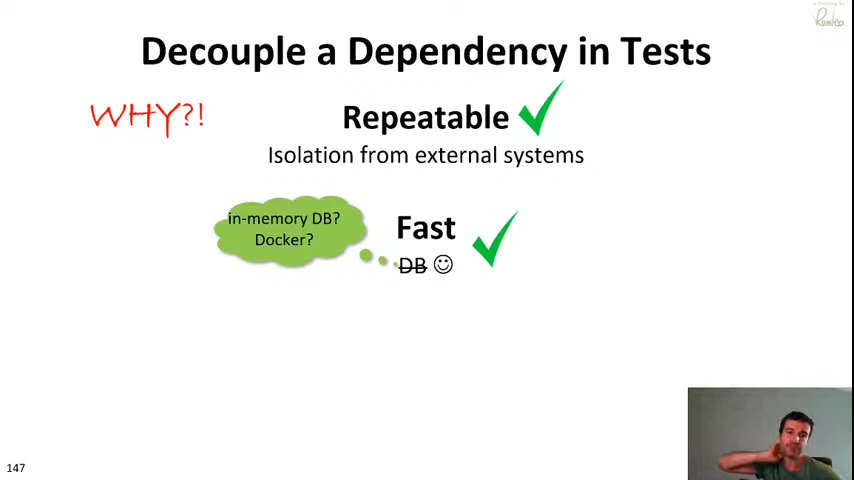 Decouple a Dependency in Tests
WHY?!
Repeatable
Isolation from external systems
in-memory DB?
Docker?
Fast
DB ☺
147